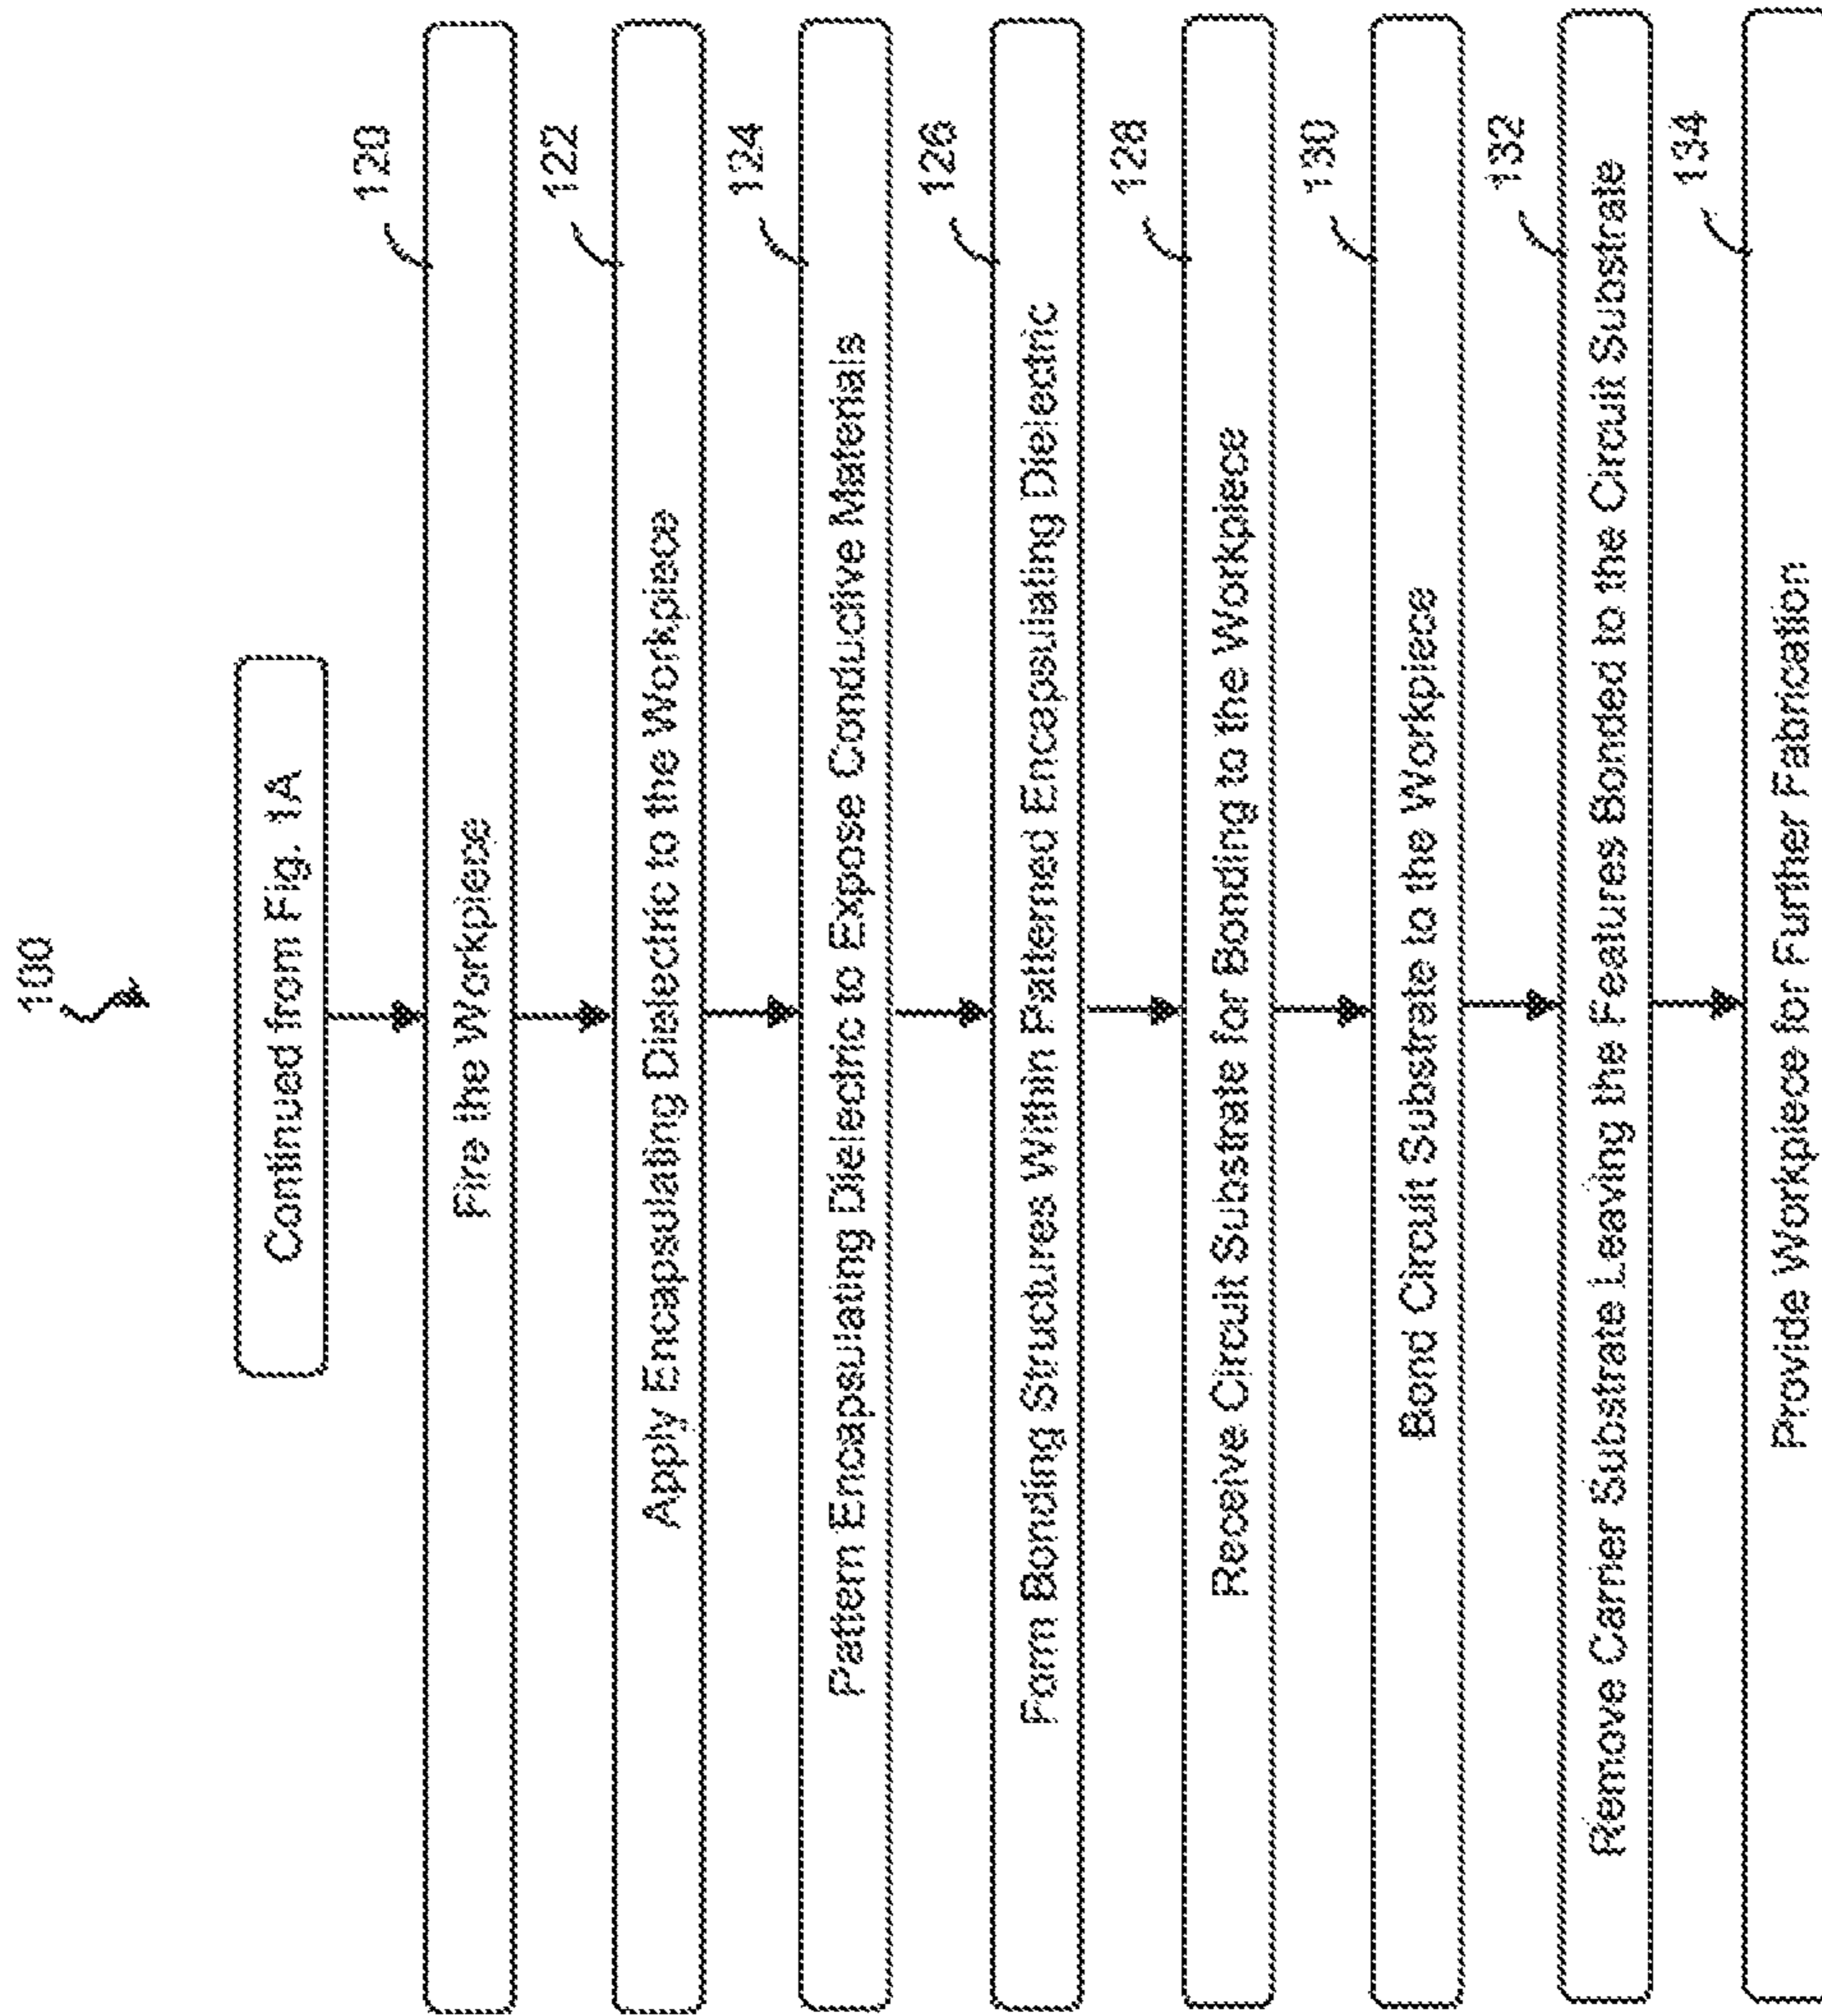 100
Continued from Fig. 1A
120
Fire the Workpiece
122
Apply Encapsulating Dielectric to the Workpiece
124
Pattern Encapsulating Dielectric to Expose Conductive Materials
126
Form Bonding Structures Within Patterned Encapsulating Dielectric
128
Receive Circuit Substrate for Bonding to the Workpiece
130
Bond Circuit Substrate to the Workpiece
132
Remove Carrier Substrate Leaving the Features Bonded to the Circuit Substrate
134
Provide Workpiece for Further Fabrication